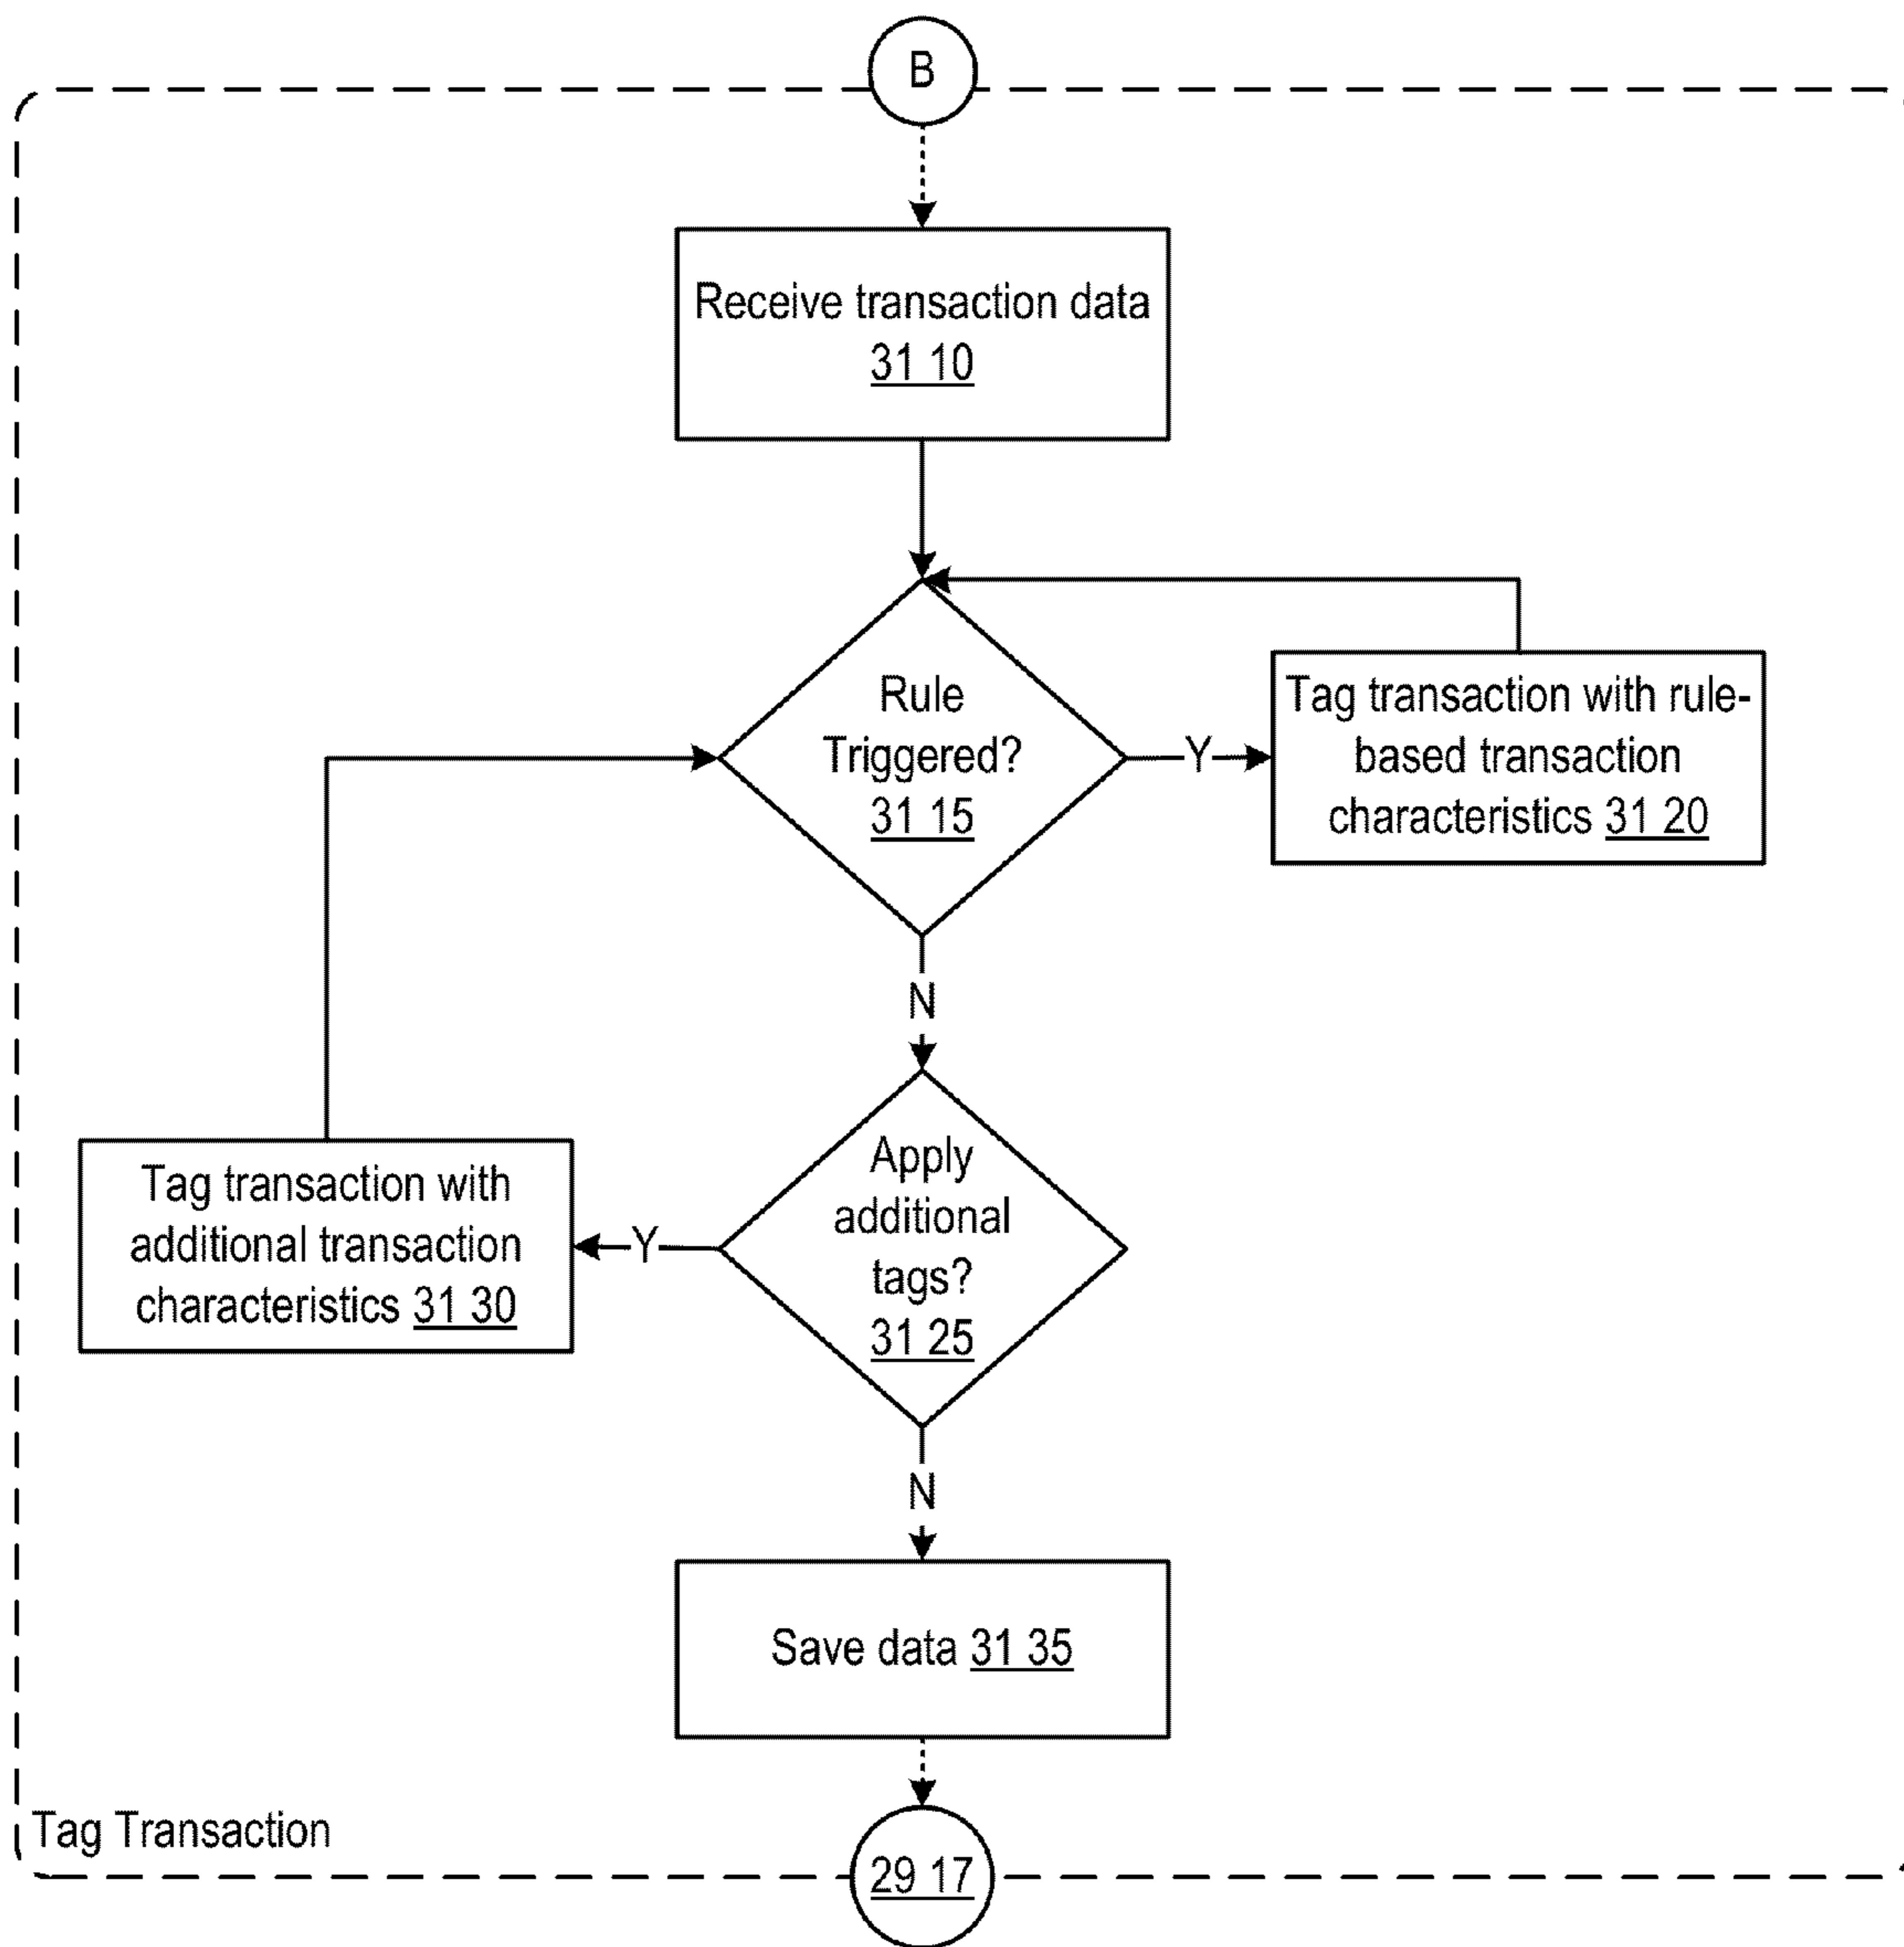 B
Receive transaction data
31 10
Rule
Triggered?
31 15
Y
Tag transaction with rule-
based transaction
characteristics 31 20
N
Apply
additional
tags?
31 25
Y
Tag transaction with
additional transaction
characteristics 31 30
N
Save data 31 35
Tag Transaction
29 17